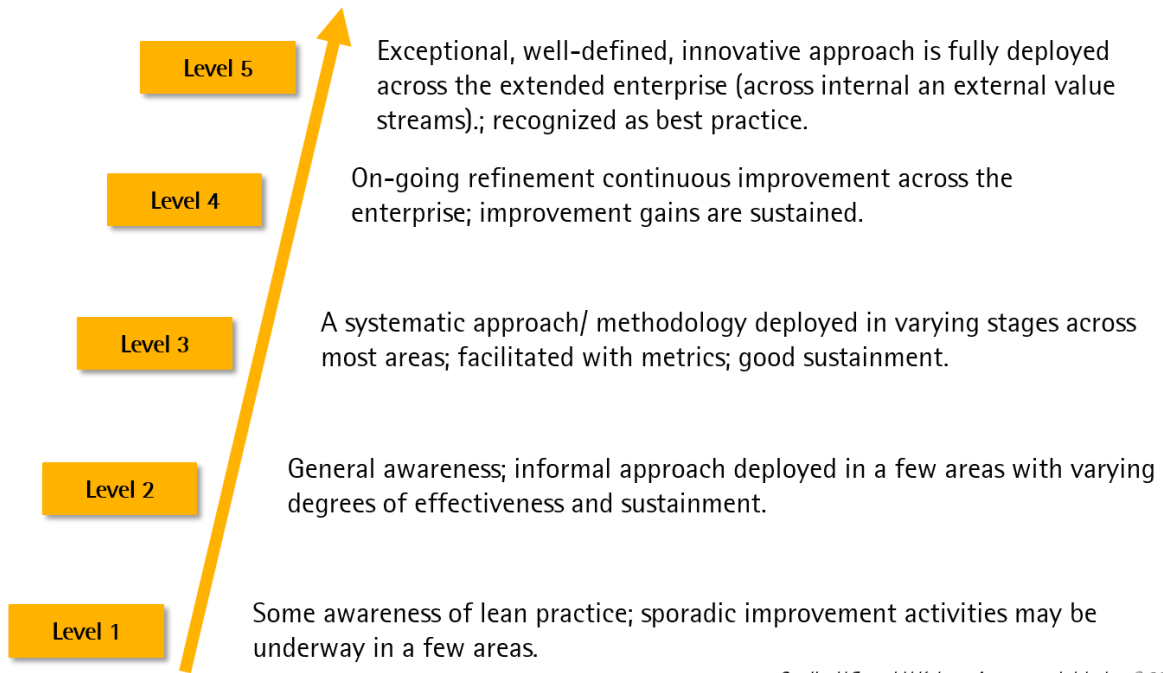 Level 5
Exceptional, well-defined, innovative approach is fully deployed
across the extended enterprise (across internal an external value
streams).; recognized as best practice.
Level 4
On-going refinement continuous improvement across the
enterprise; improvement gains are sustained.
Level 3
A systematic approach/ methodology deployed in varying stages across
most areas; facilitated with metrics; good sustainment.
Level 2
General awareness; informal approach deployed in a few areas with varying
degrees of effectiveness and sustainment.
Level 1
Some awareness of lean practice; sporadic improvement activities may be
underway in a few areas.